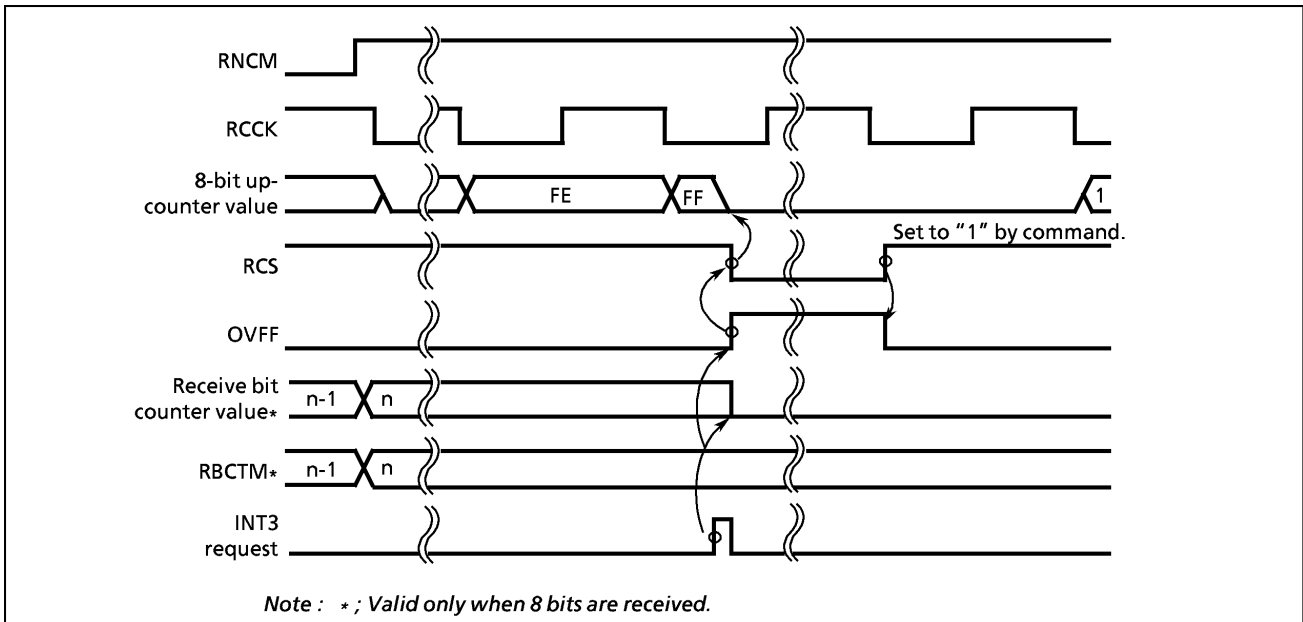 RNCM
RCCK
8-bit up-
counter value
FE
FF
1
Set to "1" by command.
RCS
OVFF
Receive bit
counter value*
n-1
n
RBCTM*
n-1
n
INT3
request
Note : * ; Valid only when 8 bits are received.